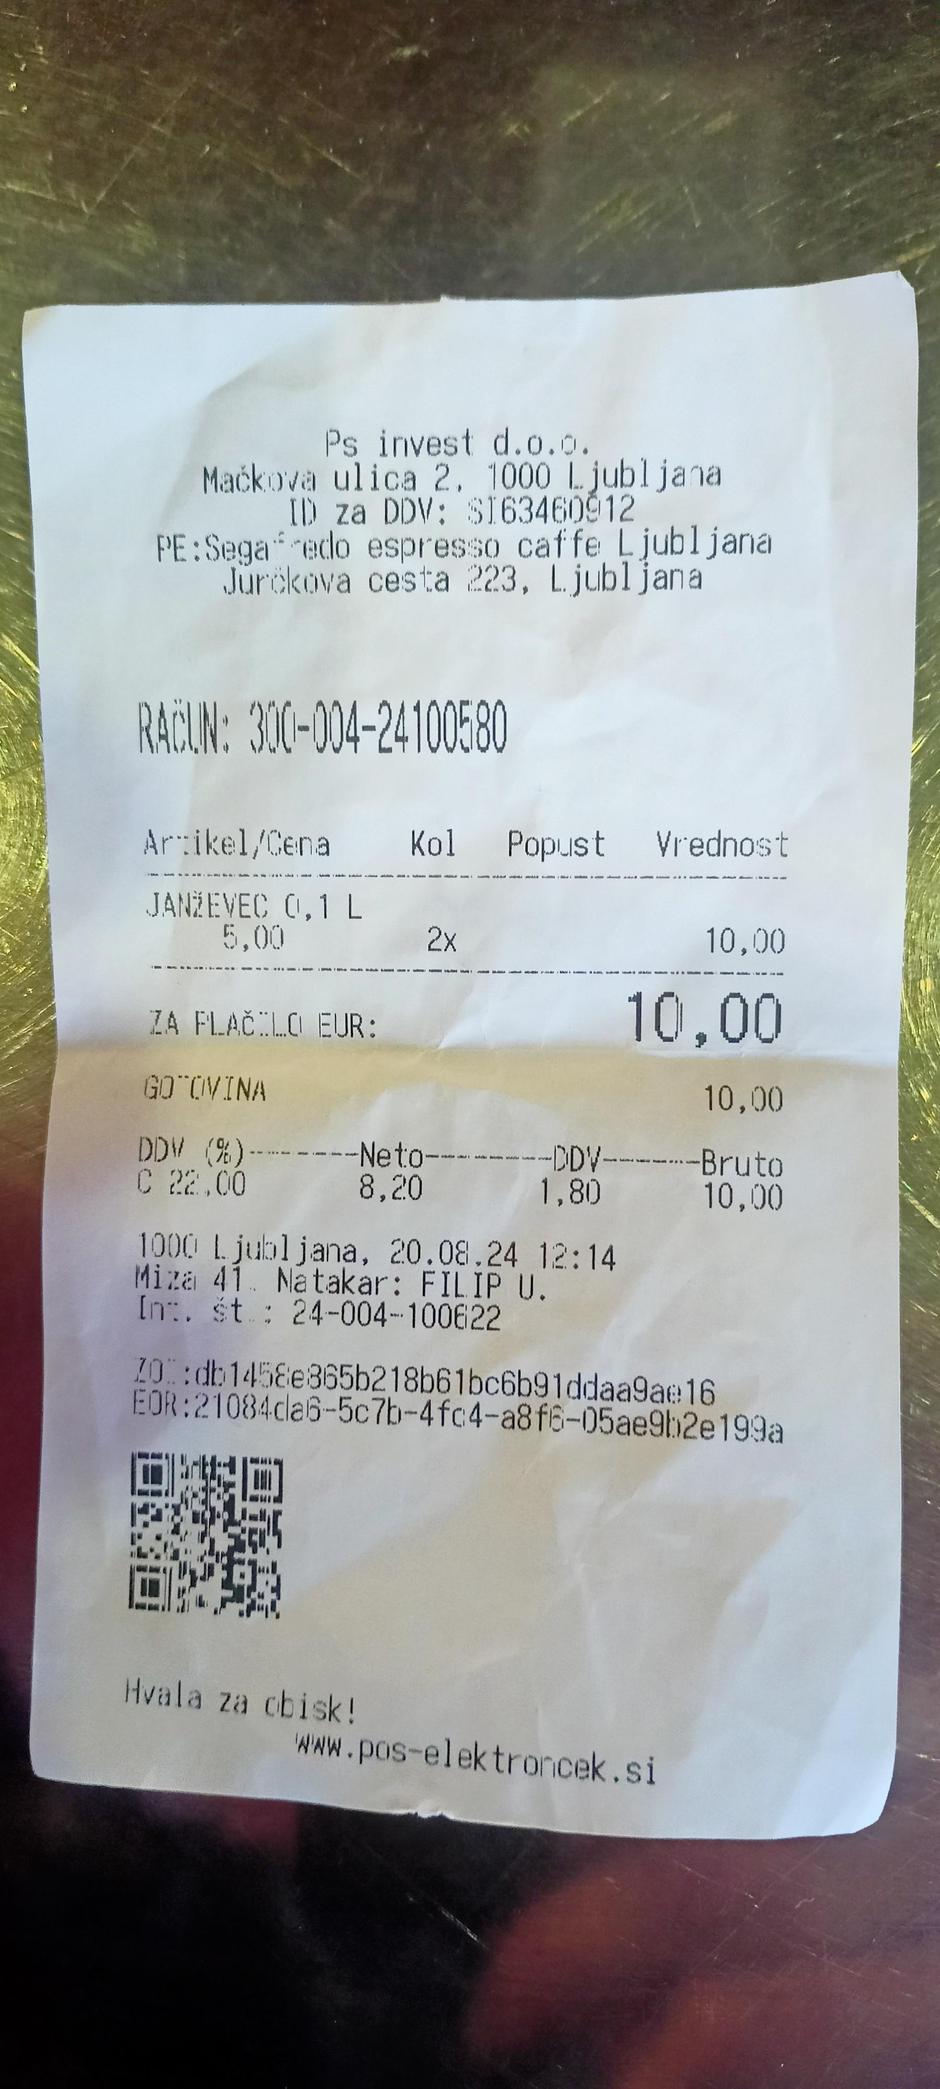 Ps invest d.o.o.
Mačkova ulica 2, 1000 Ljubljana
ID za DDV: SI63460912
PE:Segafredo espresso caffe Ljubljana
Jurčkova cesta 223, Ljubljana
RAČUN: 300-004-24100580
Artikel/Cena Kol Popust Vrednost
JANŽEVEC 0,1 L
5,00 2x 10,00
ZA PLAČILO EUR: 10,00
GOTOVINA 10,00
DDV (%)--------Neto---------DDV-------Bruto
C 22,00 8,20 1,80 10,00
1000 Ljubljana, 20.08.24 12:14
Miza 41. Natakar: FILIP U.
Int. št.: 24-004-100622
ZOI:db1458e865b218b61bc6b91ddaa9ae16
EOR:21084da6-5c7b-4fc4-a8f6-05ae9b2e199a
Hvala za obisk!
www.pos-elektroncek.si